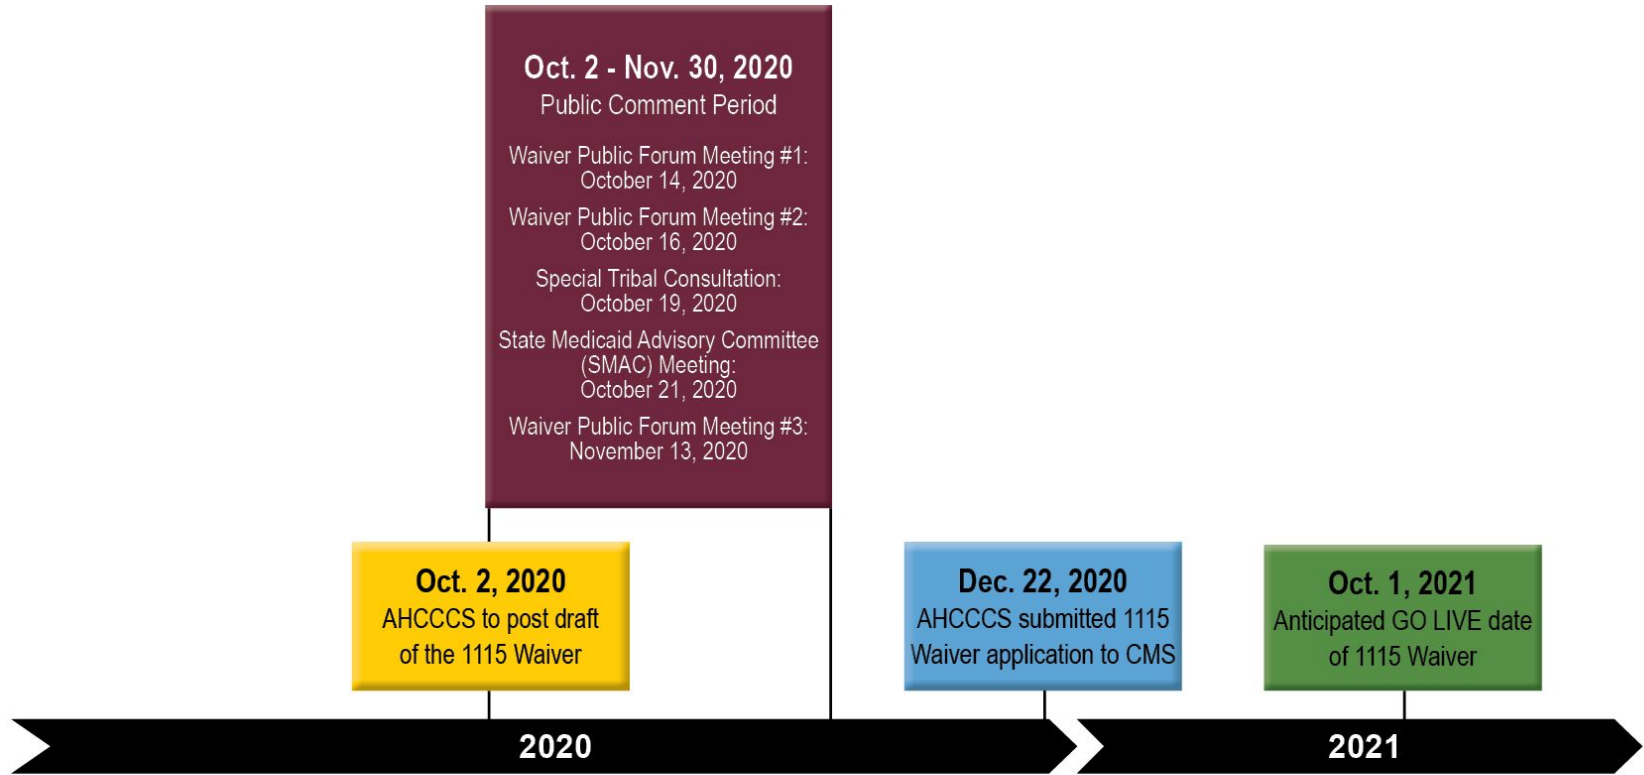 Oct. 2 - Nov. 30, 2020
Public Comment Period
Waiver Public Forum Meeting #1:
October 14, 2020
Waiver Public Forum Meeting #2:
October 16, 2020
Special Tribal Consultation:
October 19, 2020
State Medicaid Advisory Committee
(SMAC) Meeting:
October 21, 2020
Waiver Public Forum Meeting #3:
November 13, 2020
Oct. 2, 2020
AHCCCS to post draft
of the 1115 Waiver
Dec. 22, 2020
AHCCCS submitted 1115
Waiver application to CMS
Oct. 1, 2021
Anticipated GO LIVE date
of 1115 Waiver
2020
2021